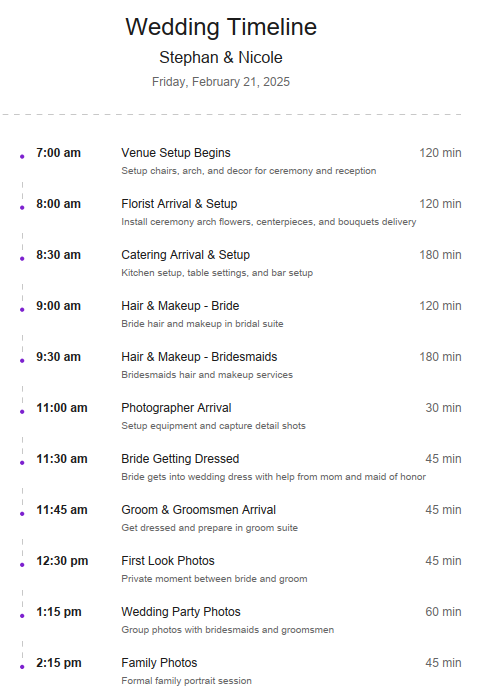 Wedding Timeline
Stephan & Nicole
Friday, February 21, 2025
7:00 am Venue Setup Begins 120 min
Setup chairs, arch, and decor for ceremony and reception
8:00 am Florist Arrival & Setup 120 min
Install ceremony arch flowers, centerpieces, and bouquets delivery
8:30 am Catering Arrival & Setup 180 min
Kitchen setup, table settings, and bar setup
9:00 am Hair & Makeup - Bride 120 min
Bride hair and makeup in bridal suite
9:30 am Hair & Makeup - Bridesmaids 180 min
Bridesmaids hair and makeup services
11:00 am Photographer Arrival 30 min
Setup equipment and capture detail shots
11:30 am Bride Getting Dressed 45 min
Bride gets into wedding dress with help from mom and maid of honor
11:45 am Groom & Groomsmen Arrival 45 min
Get dressed and prepare in groom suite
12:30 pm First Look Photos 45 min
Private moment between bride and groom
1:15 pm Wedding Party Photos 60 min
Group photos with bridesmaids and groomsmen
2:15 pm Family Photos 45 min
Formal family portrait session